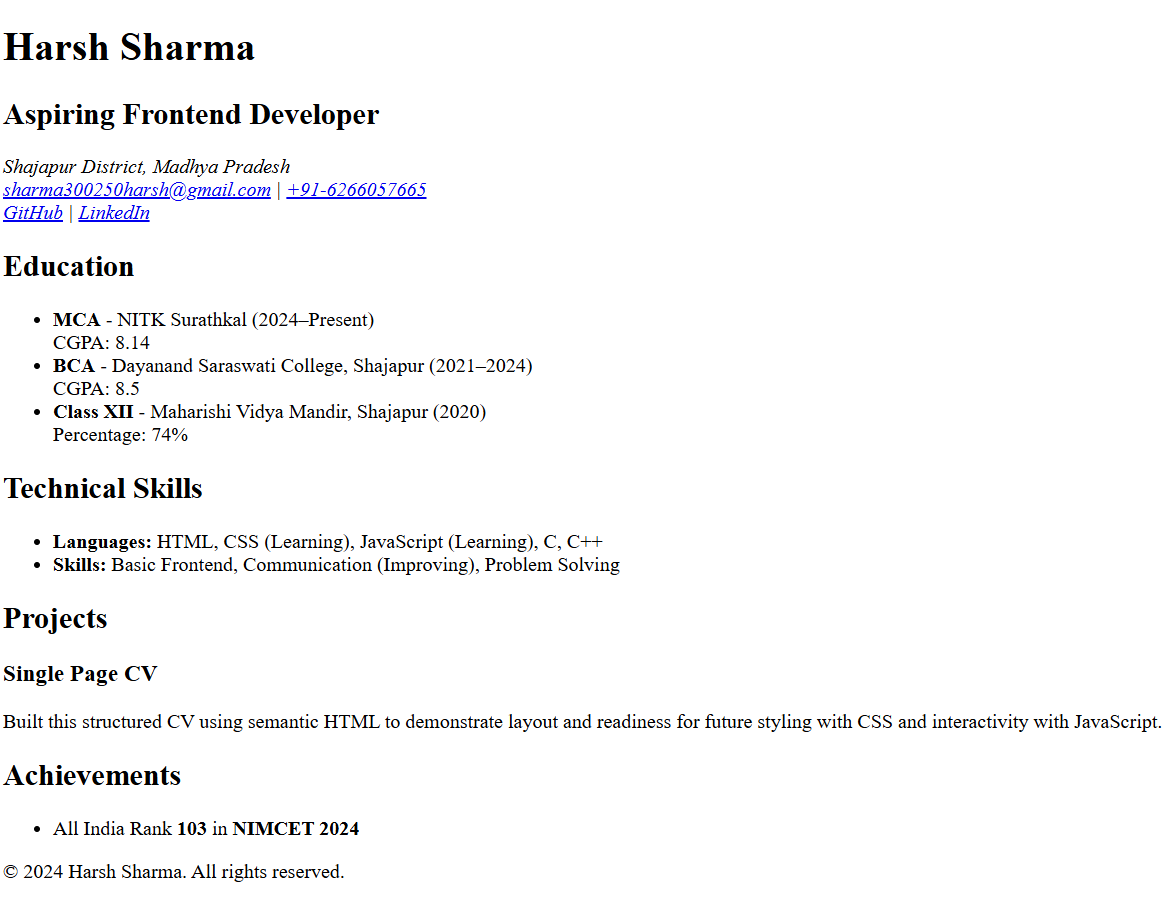 Harsh Sharma
Aspiring Frontend Developer
Shajapur District, Madhya Pradesh
sharma300250harsh@gmail.com | +91-6266057665
GitHub | LinkedIn
Education
• MCA - NITK Surathkal (2024–Present)
CGPA: 8.14
• BCA - Dayanand Saraswati College, Shajapur (2021–2024)
CGPA: 8.5
• Class XII - Maharishi Vidya Mandir, Shajapur (2020)
Percentage: 74%
Technical Skills
• Languages: HTML, CSS (Learning), JavaScript (Learning), C, C++
• Skills: Basic Frontend, Communication (Improving), Problem Solving
Projects
Single Page CV
Built this structured CV using semantic HTML to demonstrate layout and readiness for future styling with CSS and interactivity with JavaScript.
Achievements
• All India Rank 103 in NIMCET 2024
© 2024 Harsh Sharma. All rights reserved.